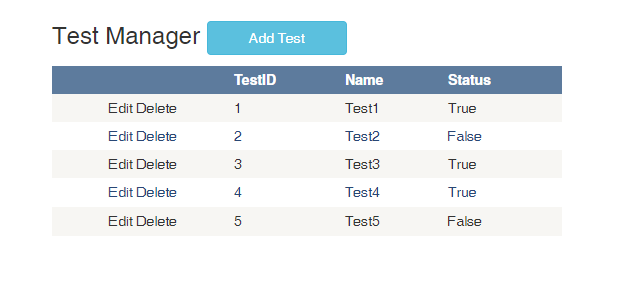 Test Manager Add Test
TestID Name Status
Edit Delete 1 Test1 True
Edit Delete 2 Test2 False
Edit Delete 3 Test3 True
Edit Delete 4 Test4 True
Edit Delete 5 Test5 False